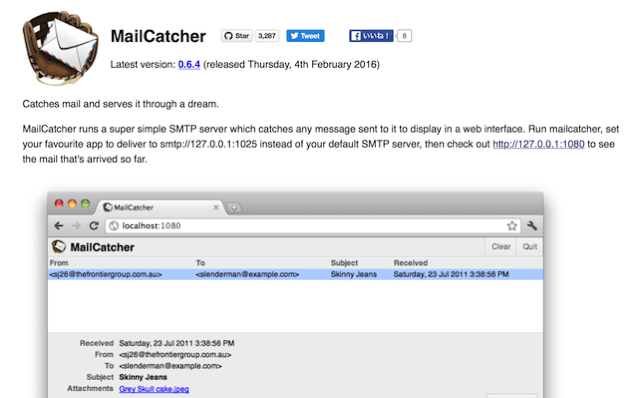 MailCatcher Star 3,287 Tweet いいね！ 8
Latest version: 0.6.4 (released Thursday, 4th February 2016)
Catches mail and serves it through a dream.
MailCatcher runs a super simple SMTP server which catches any message sent to it to display in a web interface. Run mailcatcher, set
your favourite app to deliver to smtp://127.0.0.1:1025 instead of your default SMTP server, then check out http://127.0.0.1:1080 to see
the mail that's arrived so far.
MailCatcher
localhost:1080
MailCatcher Clear Quit
From To Subject Received
<sj26@thefrontiergroup.com.au> <slenderman@example.com> Skinny Jeans Saturday, 23 Jul 2011 3:38:56 PM
Received Saturday, 23 Jul 2011 3:38:56 PM
From <sj26@thefrontiergroup.com.au>
To <slenderman@example.com>
Subject Skinny Jeans
Attachments Grey Skull cake.jpeg